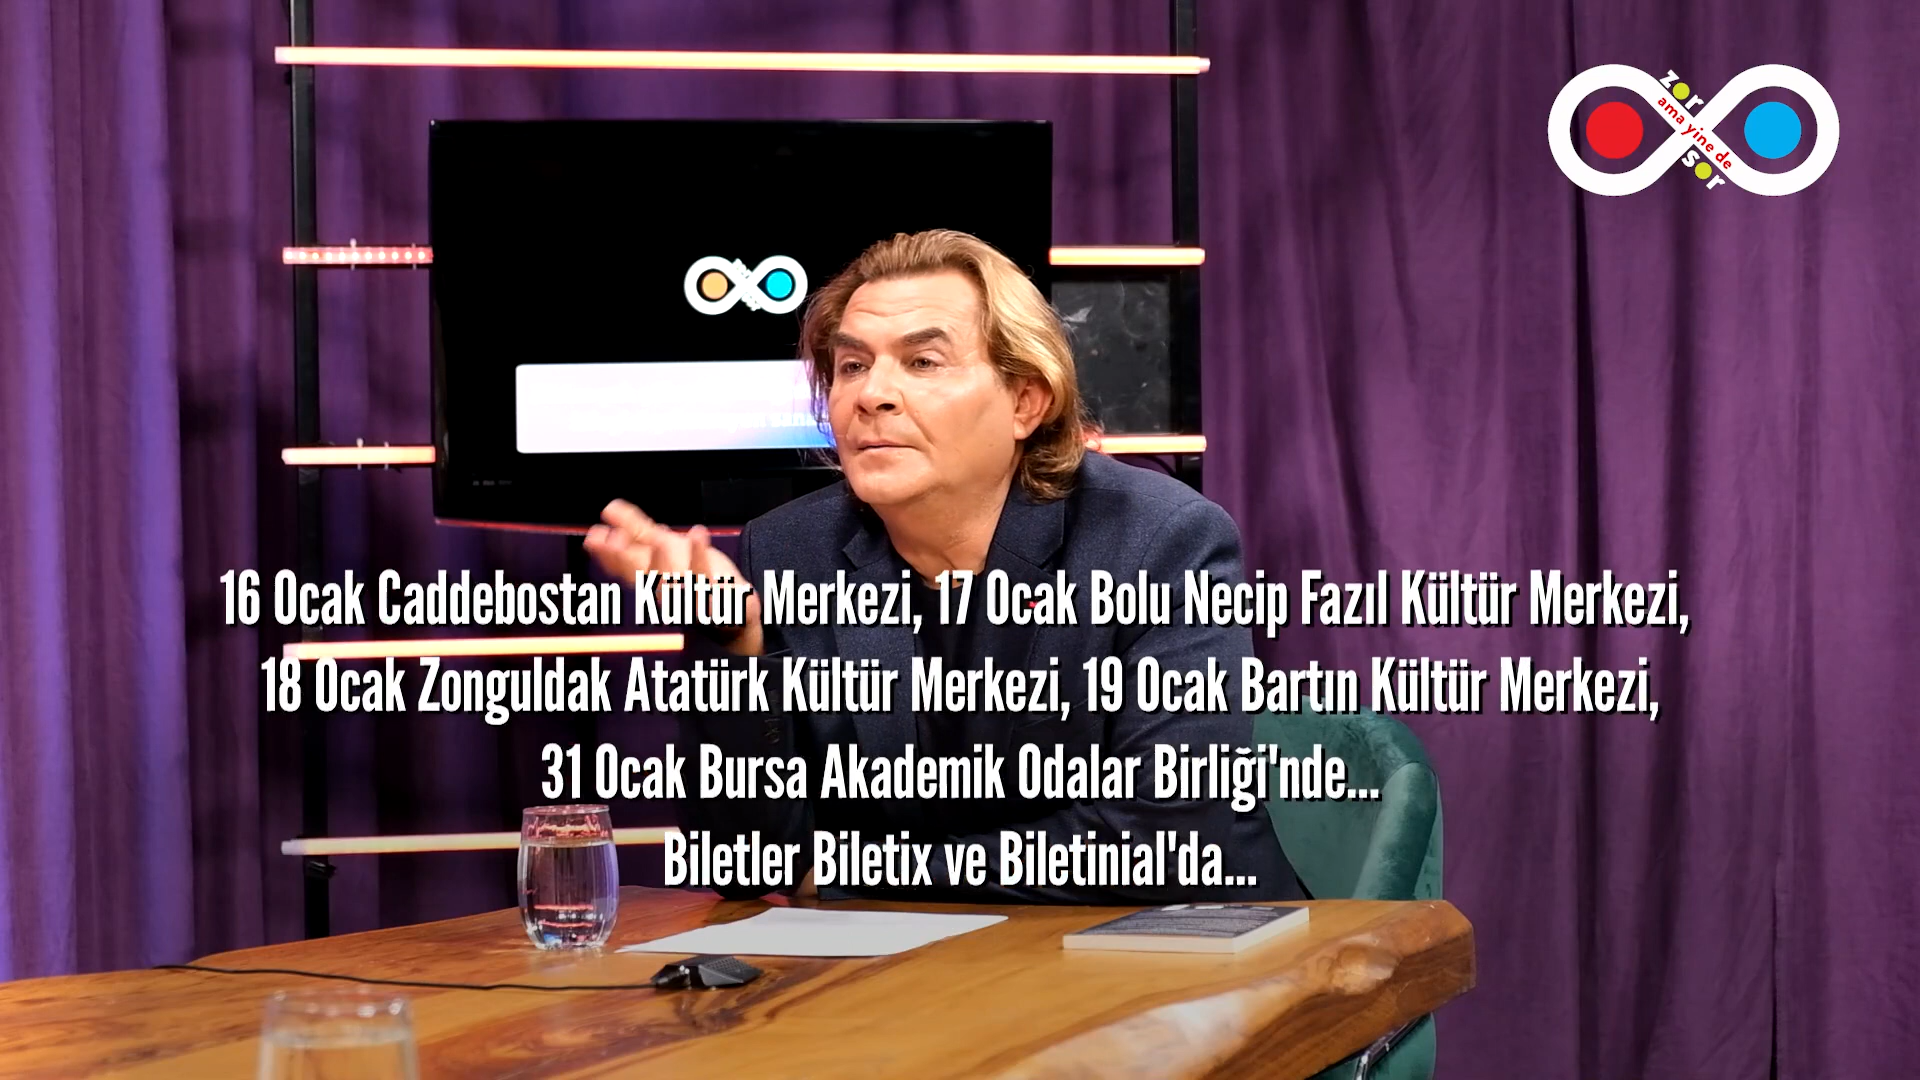 zor
ama yine de
sor
16 Ocak Caddebostan Kültür Merkezi, 17 Ocak Bolu Necip Fazıl Kültür Merkezi,
18 Ocak Zonguldak Atatürk Kültür Merkezi, 19 Ocak Bartın Kültür Merkezi,
31 Ocak Bursa Akademik Odalar Birliği'nde...
Biletler Biletix ve Biletinial'da...